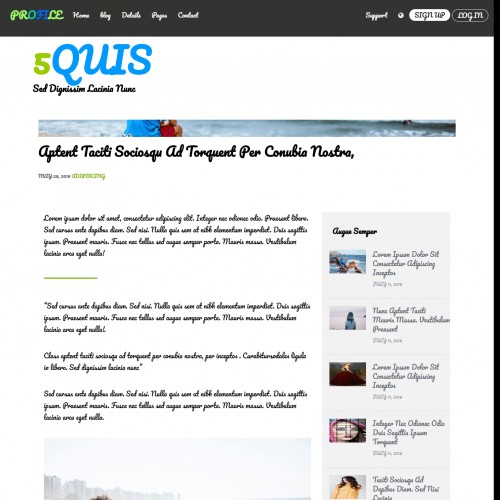 PROFILE Home blog Details Pages Contact Support SIGN UP LOG IN
5QUIS
Sed Dignissim Lacinia Nunc
Aptent Taciti Sociosqu Ad Torquent Per Conubia Nostra,
MAY 26, 2016 ADIPISCING
Lorem ipsum dolor sit amet, consectetur adipiscing elit. Integer nec odionec odio. Praesent libero.
Sed cursus ante dapibus diam. Sed nisi. Nulla quis sem at nibh elementum imperdiet. Duis sagittis
ipsum. Praesent mauris. Fusce nec tellus sed augue semper porta. Mauris massa. Vestibulum
lacinia arcu eget nulla!
"Sed cursus ante dapibus diam. Sed nisi. Nulla quis sem at nibh elementum imperdiet. Duis sagittis
ipsum. Praesent mauris. Fusce nec tellus sed augue semper porta. Mauris massa. Vestibulum
lacinia arcu eget nulla!.
Class aptent taciti sociosqu ad torquent per conubia nostra, per inceptos . Curabitursodales ligula
in libero. Sed dignissim lacinia nunc"
Sed cursus ante dapibus diam. Sed nisi. Nulla quis sem at nibh elementum imperdiet. Duis sagittis
ipsum. Praesent mauris. Fusce nec tellus sed augue semper porta. Mauris massa. Vestibulum
lacinia arcu eget nulla.
Augue Semper
Lorem Ipsum Dolor Sit
Consectetur Adipiscing
Inceptos
MAY 11, 2016
Nunc Aptent Taciti
Mauris Massa. Vestibulum
Praesent
MAY 11, 2016
Lorem Ipsum Dolor Sit
Consectetur Adipiscing
Inceptos
MAY 11, 2016
Integer Nec Odionec Odio
Duis Sagittis Ipsum
Torquent
MAY 11, 2016
Taciti Sociosqu Ad
Dapibus Diam. Sed Nisi